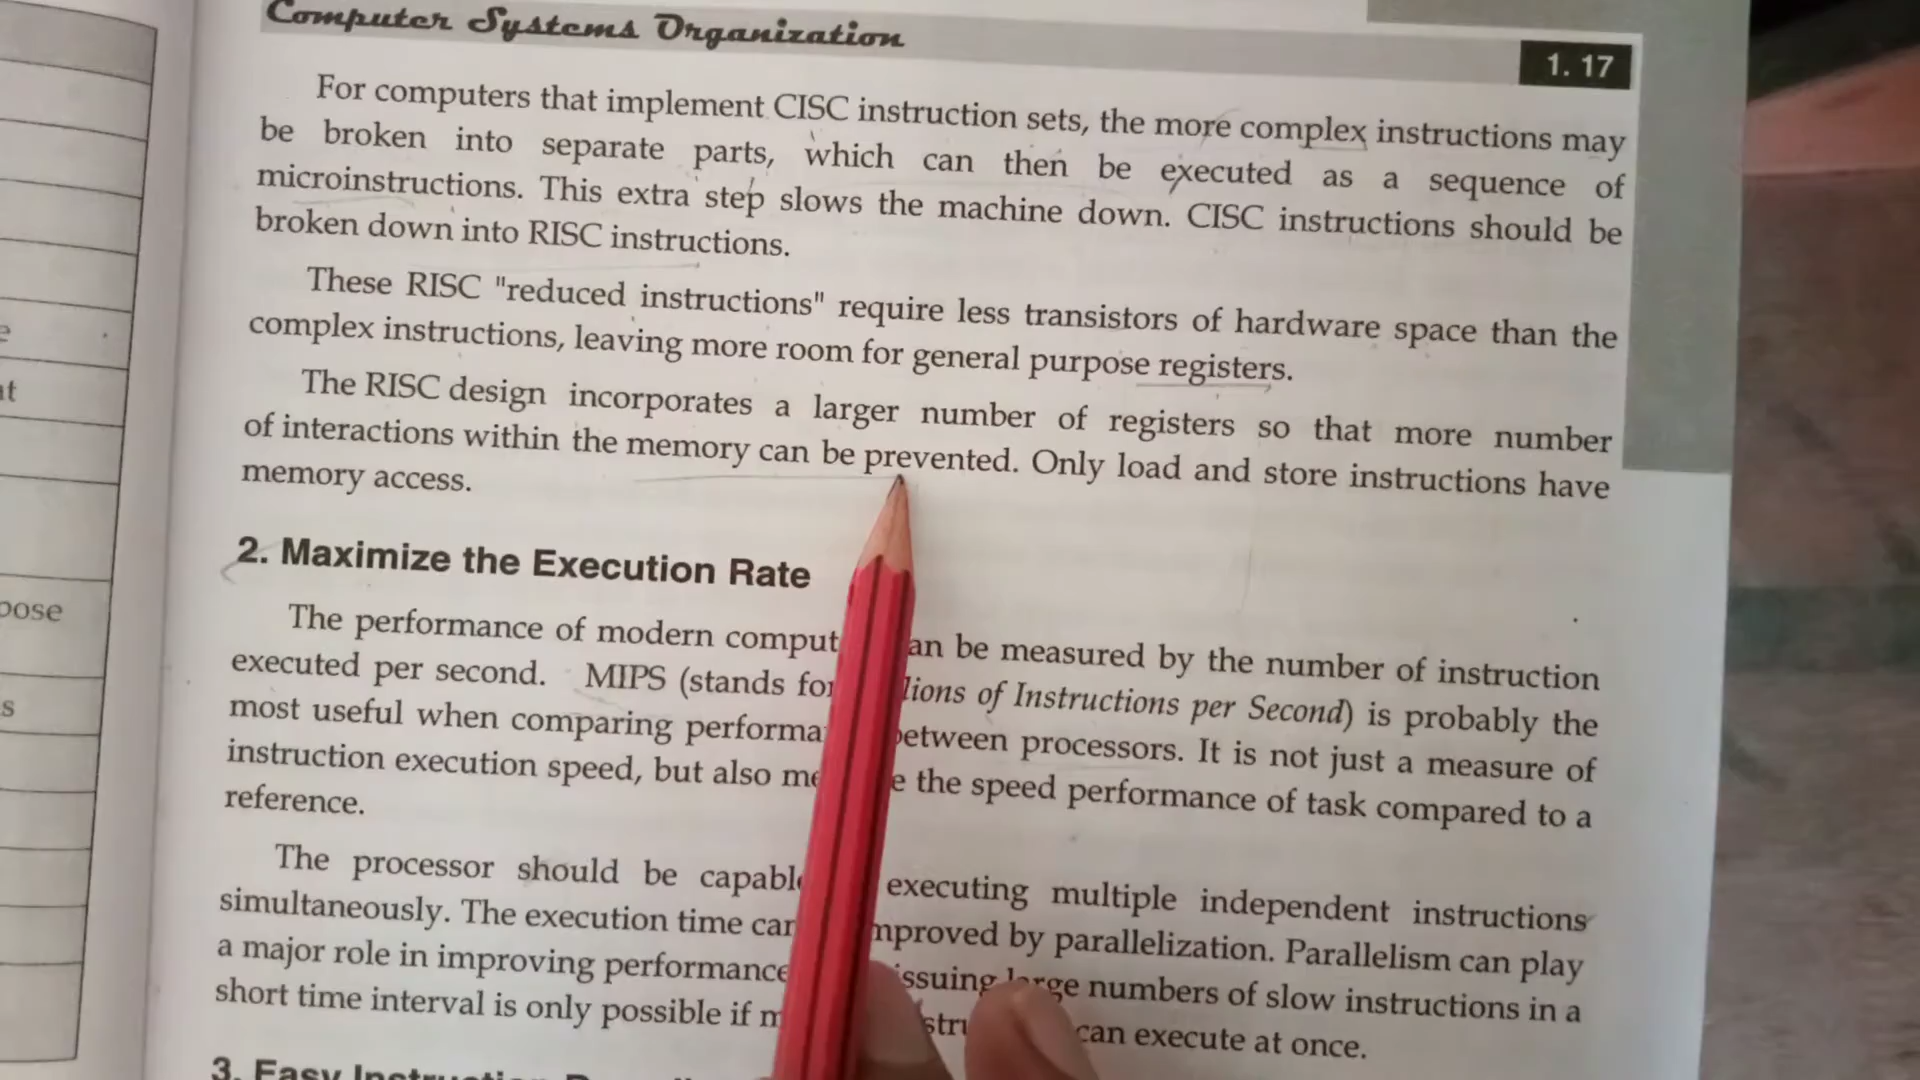 Computer Systems Organization
1. 17
For computers that implement CISC instruction sets, the more complex instructions may
be broken into separate parts, which can then be executed as a sequence of
microinstructions. This extra step slows the machine down. CISC instructions should be
broken down into RISC instructions.
These RISC "reduced instructions" require less transistors of hardware space than the
complex instructions, leaving more room for general purpose registers.
The RISC design incorporates a larger number of registers so that more number
of interactions within the memory can be prevented. Only load and store instructions have
memory access.
2. Maximize the Execution Rate
The performance of modern comput an be measured by the number of instruction
executed per second. MIPS (stands for lions of Instructions per Second) is probably the
most useful when comparing performa between processors. It is not just a measure of
instruction execution speed, but also me e the speed performance of task compared to a
reference.
The processor should be capabl executing multiple independent instructions
simultaneously. The execution time can mproved by parallelization. Parallelism can play
a major role in improving performance issuing large numbers of slow instructions in a
short time interval is only possible if m stru can execute at once.
3. Easy
pose